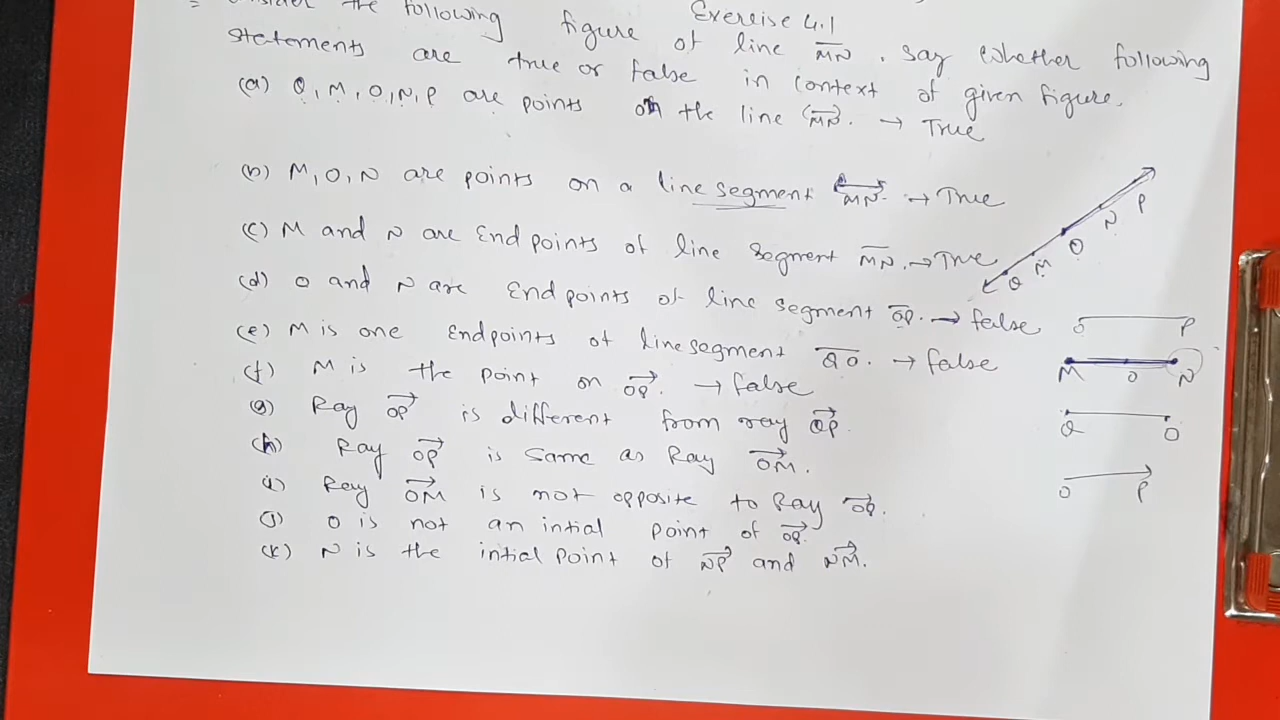 = Consider the following figure of line M̅N̅. Say whether following
Exercise 4.1
statements are true or false in context of given figure.
(a) Q, M, O, N, P are points on the line MN. → True
(b) M, O, N are points on a line segment MN. → True
(c) M and N are End points of line segment M̅N̅. → True
(d) O and N are End points of line segment O̅P̅. → false
(e) M is one Endpoints of line segment Q̅O̅. → false
(f) M is the point on OP→. → false
(g) Ray OP→ is different from ray QP→.
(h) Ray OP→ is same as Ray OM→.
(i) Ray OM→ is not opposite to Ray OP→.
(j) O is not an intial point of OP→.
(k) N is the intial point of NP→ and NM→.
Q M O N P
O P
M O N
Q O
O P